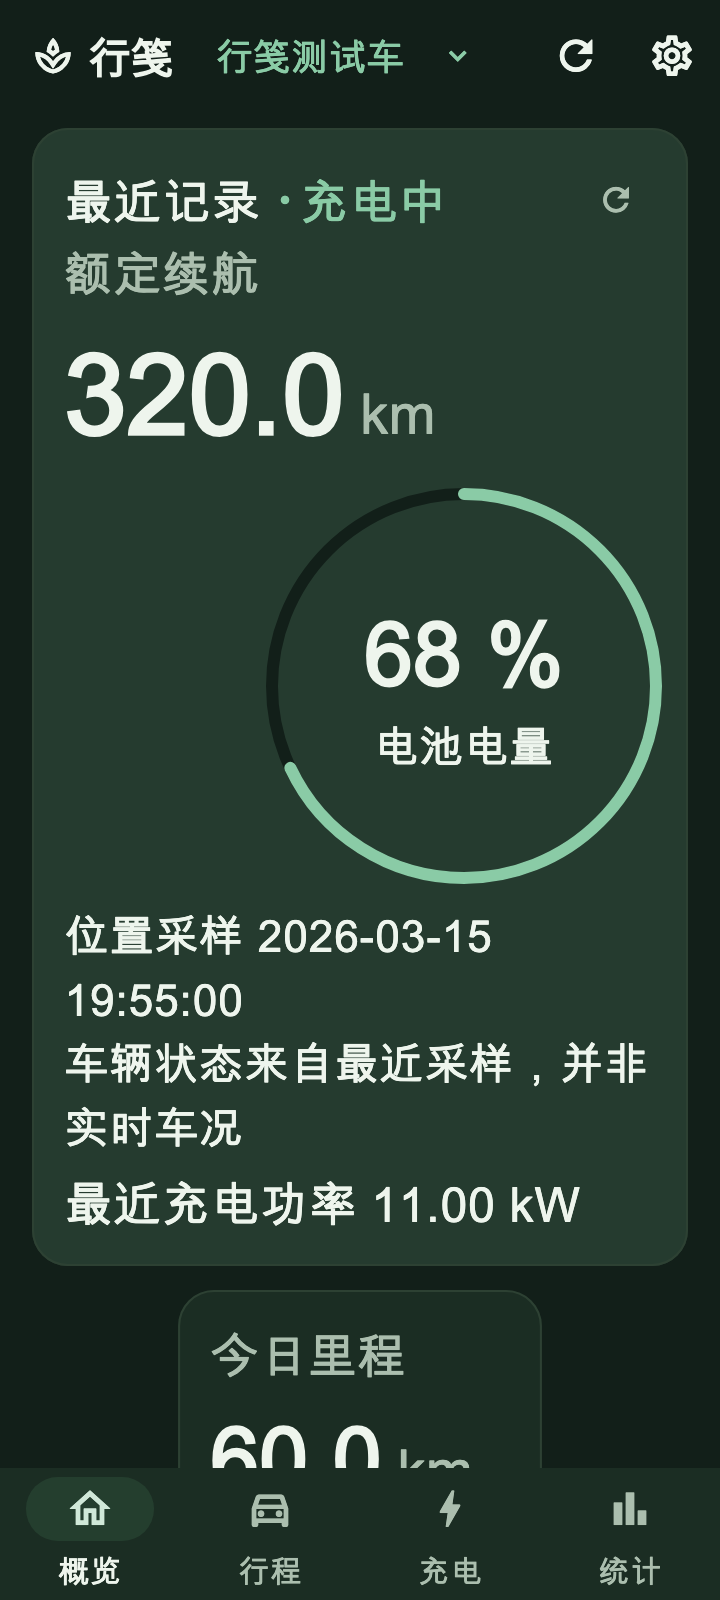 行笺 行笺测试车
最近记录 ·充电中
额定续航
320.0 km
68 %
电池电量
位置采样 2026-03-15
19:55:00
车辆状态来自最近采样，并非
实时车况
最近充电功率 11.00 kW
今日里程
60.0 km
概览 行程 充电 统计